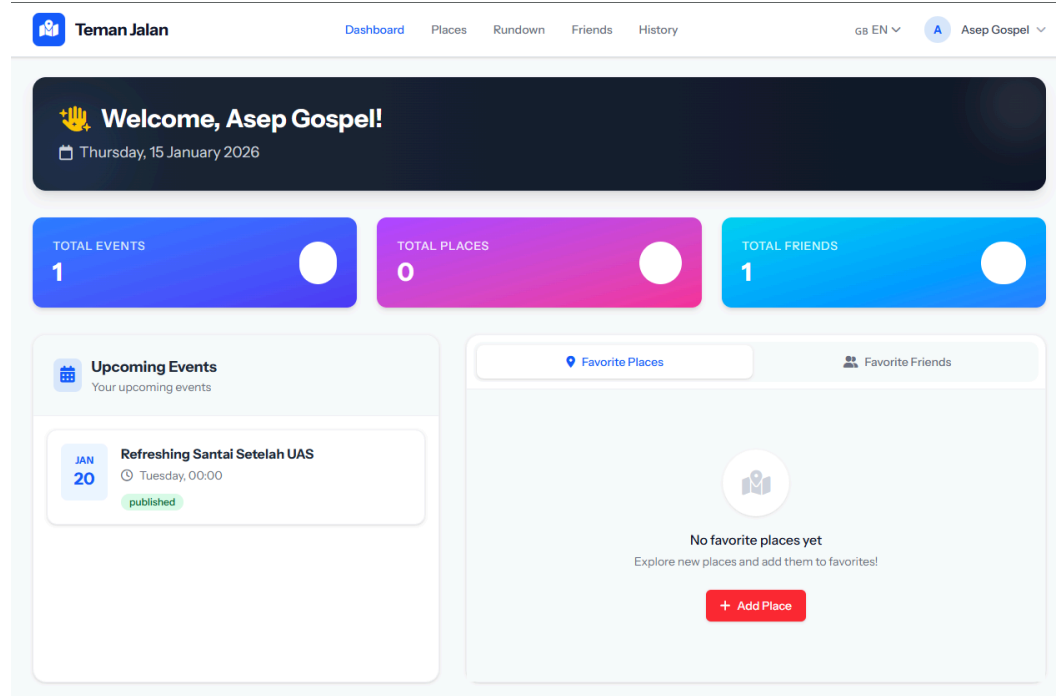 Teman Jalan
Dashboard Places Rundown Friends History
GB EN
A Asep Gospel
Welcome, Asep Gospel!
Thursday, 15 January 2026
TOTAL EVENTS
1
TOTAL PLACES
0
TOTAL FRIENDS
1
Upcoming Events
Your upcoming events
JAN
20
Refreshing Santai Setelah UAS
Tuesday, 00:00
published
Favorite Places
Favorite Friends
No favorite places yet
Explore new places and add them to favorites!
+ Add Place